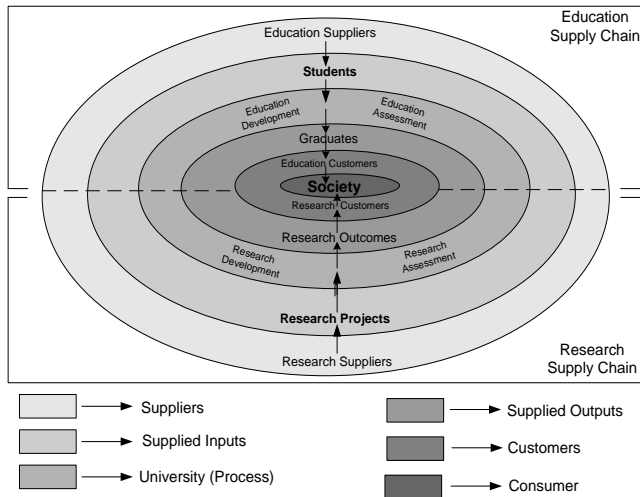 Education
Supply Chain
Education Suppliers
Students
Education
Development
Education
Assessment
Graduates
Education Customers
Society
Research Customers
Research Outcomes
Research
Development
Research
Assessment
Research Projects
Research Suppliers
Research
Supply Chain
Suppliers
Supplied Inputs
University (Process)
Supplied Outputs
Customers
Consumer